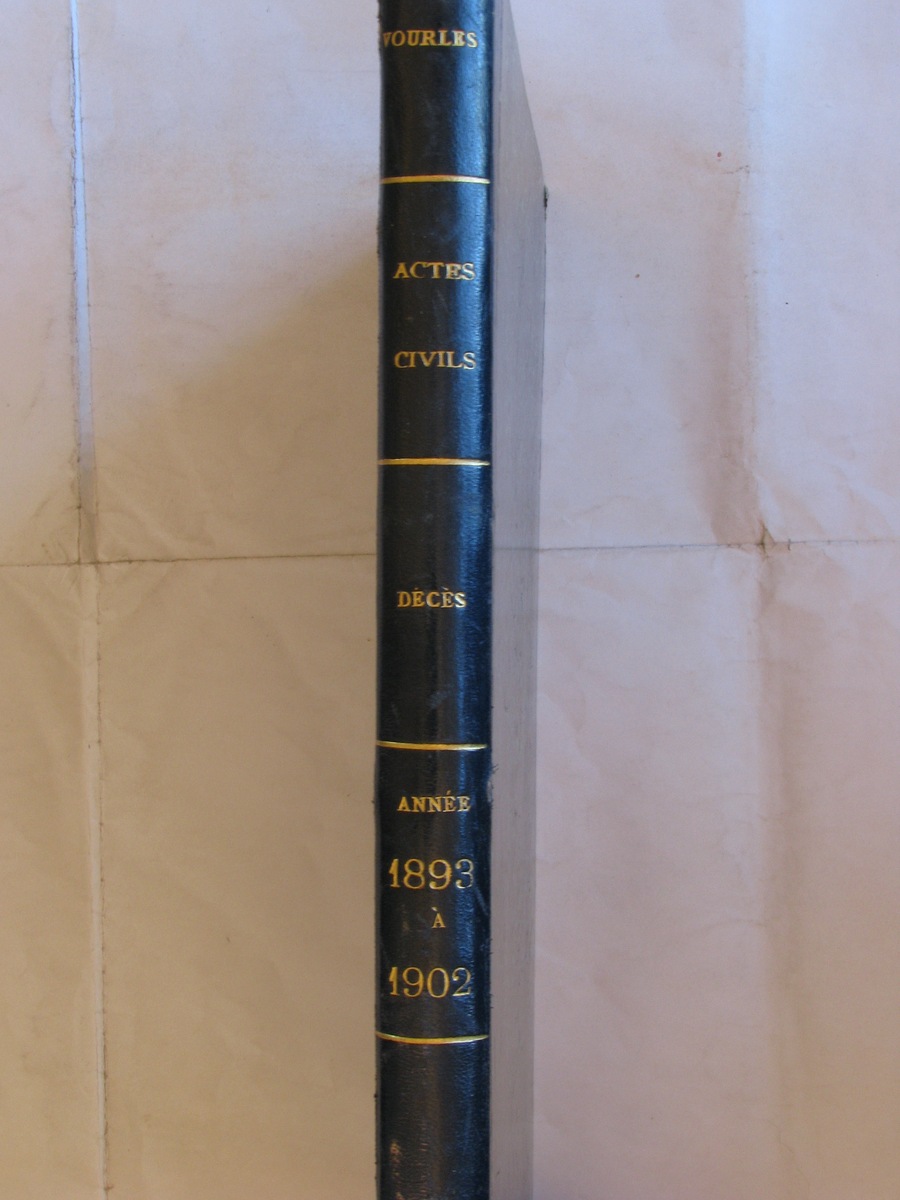 VOURLES
ACTES
CIVILS
DÉCÈS
ANNÉE
1893
À
1902